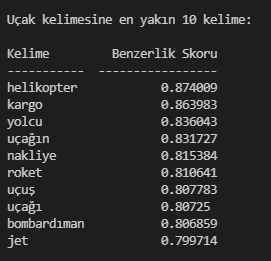 Uçak kelimesine en yakın 10 kelime:
Kelime Benzerlik Skoru
----------- -----------------
helikopter 0.874009
kargo 0.863983
yolcu 0.836043
uçağın 0.831727
nakliye 0.815384
roket 0.810641
uçuş 0.807783
uçağı 0.80725
bombardıman 0.806859
jet 0.799714